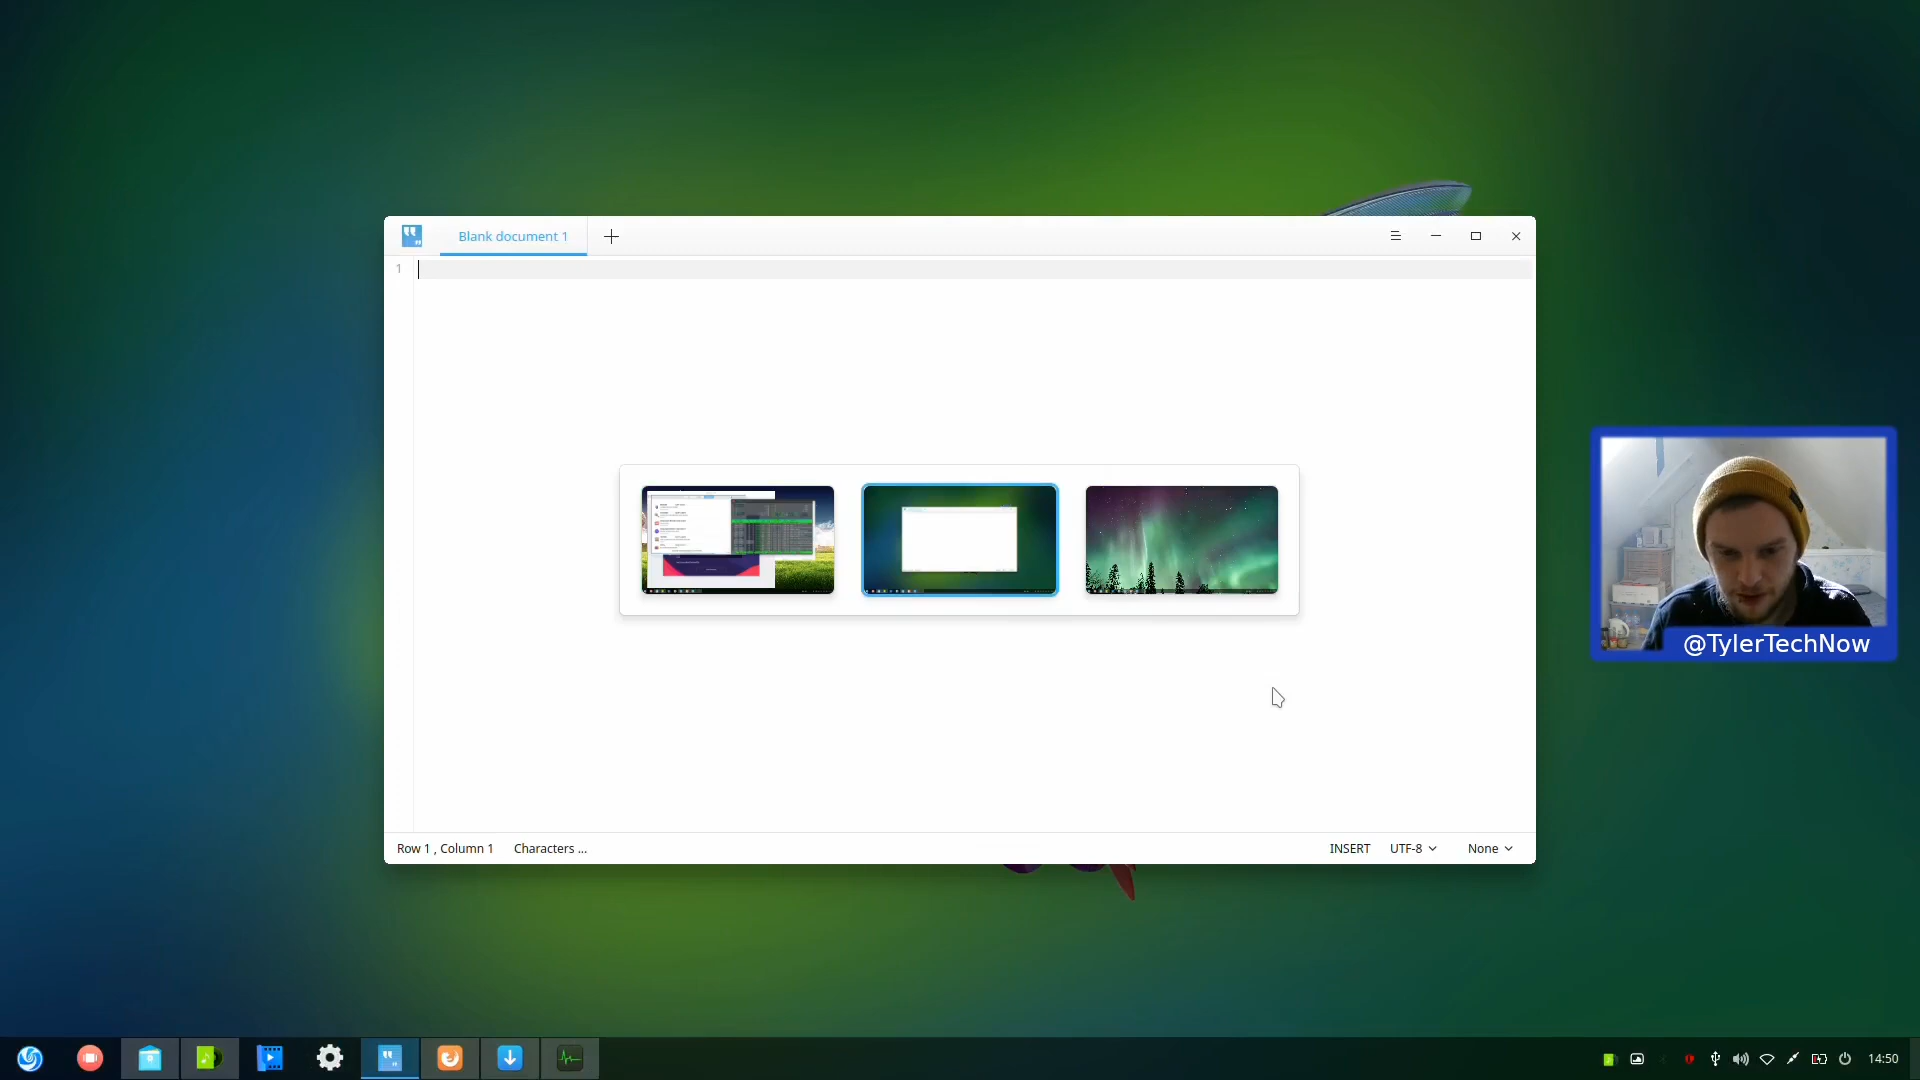 Blank document 1
1
@TylerTechNow
Row 1 , Column 1 Characters ... INSERT UTF-8 None
14:50